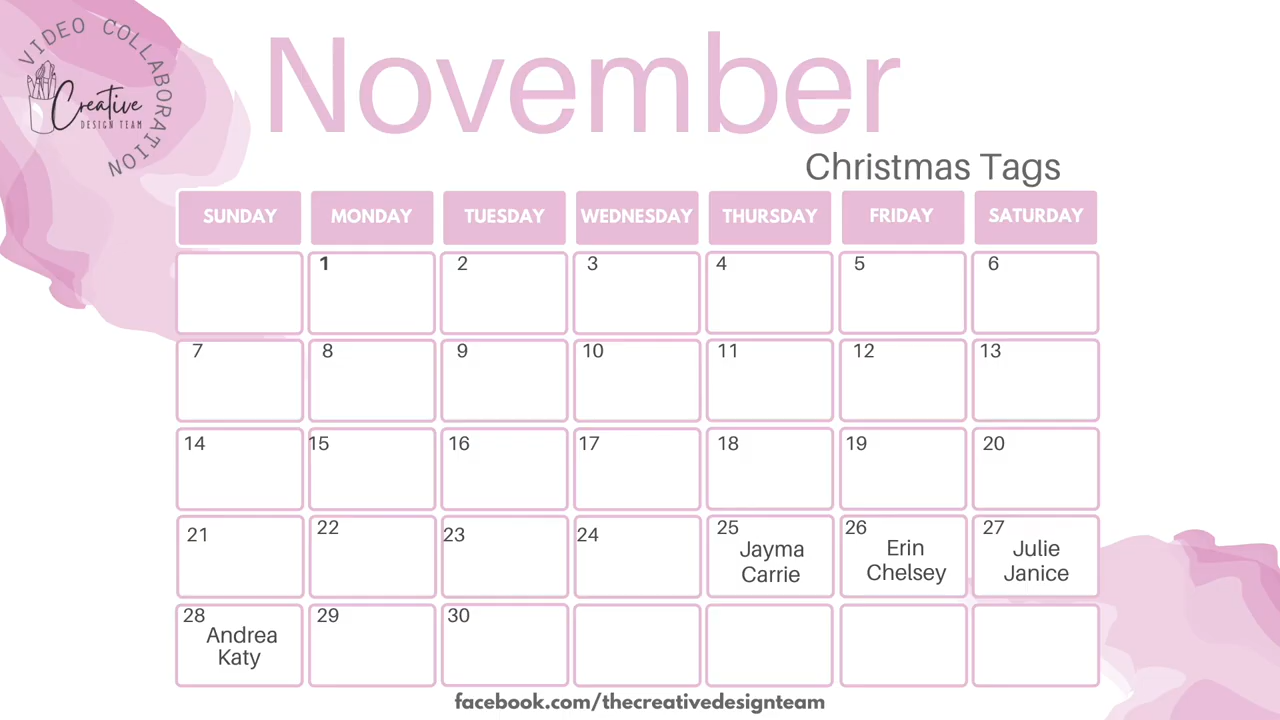 VIDEO COLLABORATION
Creative
DESIGN TEAM
November
Christmas Tags
SUNDAY MONDAY TUESDAY WEDNESDAY THURSDAY FRIDAY SATURDAY
1 2 3 4 5 6
7 8 9 10 11 12 13
14 15 16 17 18 19 20
21 22 23 24 25 26 27
Jayma Erin Julie
Carrie Chelsey Janice
28 29 30
Andrea
Katy
facebook.com/thecreativedesignteam